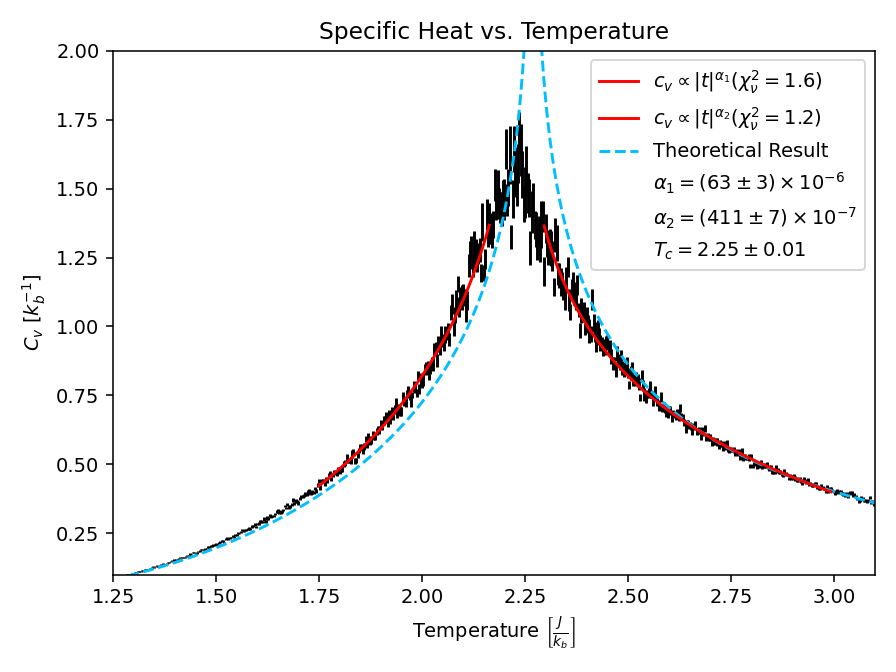 Specific Heat vs. Temperature
2.00
1.75
1.50
1.25
1.00
0.75
0.50
0.25
C_v [k_b^{-1}]
c_v ∝ |t|^{α_1}(χ_ν^2 = 1.6)
c_v ∝ |t|^{α_2}(χ_ν^2 = 1.2)
Theoretical Result
α_1 = (63 ± 3) × 10^{−6}
α_2 = (411 ± 7) × 10^{−7}
T_c = 2.25 ± 0.01
1.25 1.50 1.75 2.00 2.25 2.50 2.75 3.00
Temperature [J/k_b]